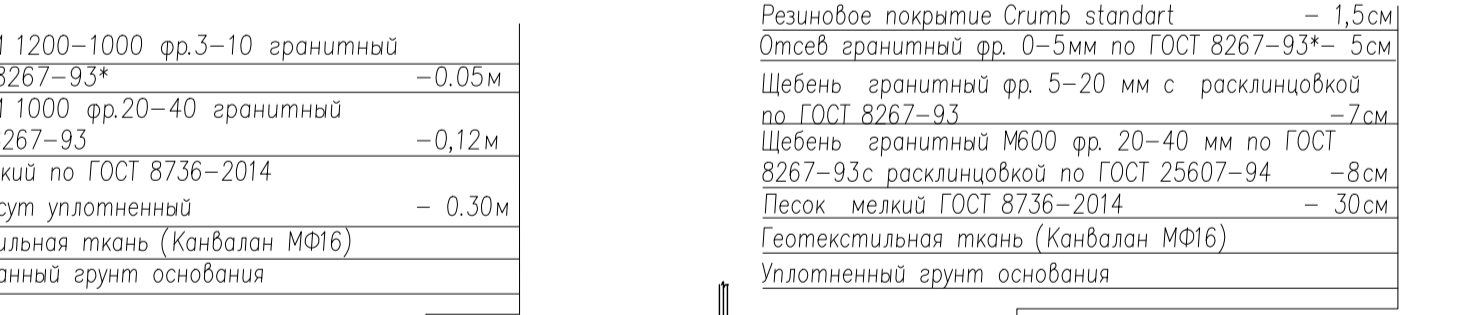 1200-1000 фр.3-10 гранитный
8267-93* -0.05м
1000 фр.20-40 гранитный
267-93 -0,12м
кий по ГОСТ 8736-2014
сут уплотненный - 0.30м
ильная ткань (Канвалан МФ16)
анный грунт основания
Резиновое покрытие Crumb standart - 1,5см
Отсев гранитный фр. 0-5мм по ГОСТ 8267-93*- 5см
Щебень гранитный фр. 5-20 мм с расклинцовкой
по ГОСТ 8267-93 -7см
Щебень гранитный М600 фр. 20-40 мм по ГОСТ
8267-93с расклинцовкой по ГОСТ 25607-94 -8см
Песок мелкий ГОСТ 8736-2014 - 30см
Геотекстильная ткань (Канвалан МФ16)
Уплотненный грунт основания